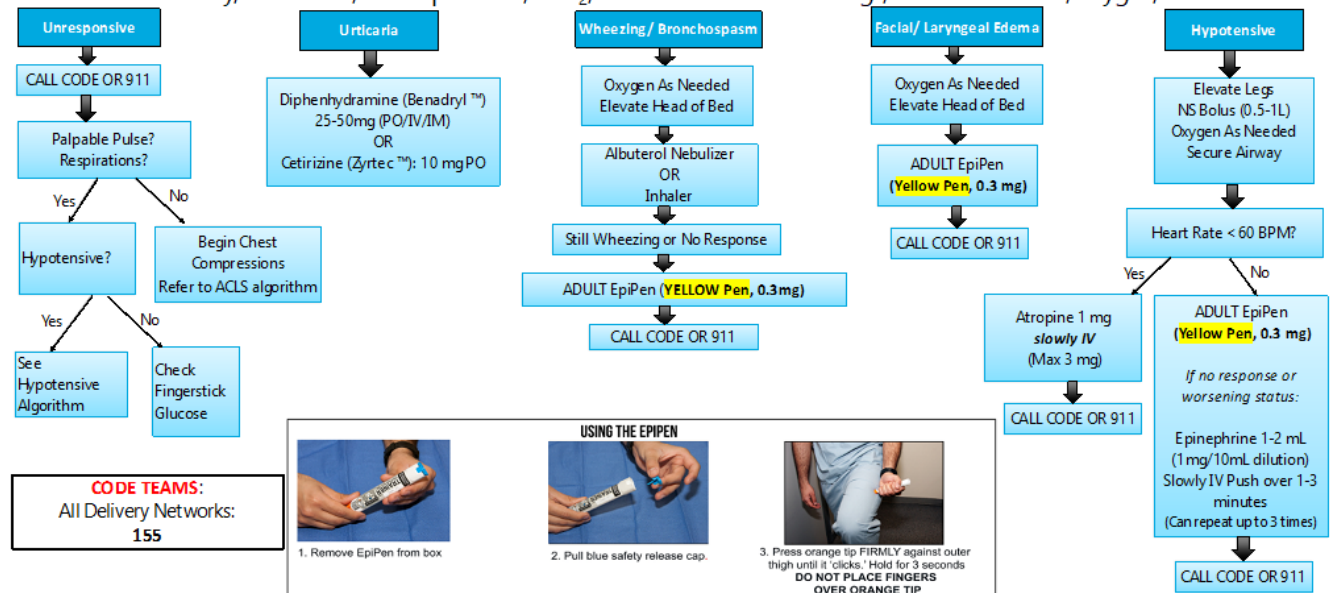 Unresponsive
CALL CODE OR 911
Palpable Pulse?
Respirations?
Yes
No
Hypotensive?
Begin Chest
Compressions
Refer to ACLS algorithm
Yes
No
See
Hypotensive
Algorithm
Check
Fingerstick
Glucose
Urticaria
Diphenhydramine (Benadryl ™)
25-50mg (PO/IV/IM)
OR
Cetirizine (Zyrtec ™): 10 mg PO
Wheezing/ Bronchospasm
Oxygen As Needed
Elevate Head of Bed
Albuterol Nebulizer
OR
Inhaler
Still Wheezing or No Response
ADULT EpiPen (YELLOW Pen, 0.3mg)
CALL CODE OR 911
Facial/ Laryngeal Edema
Oxygen As Needed
Elevate Head of Bed
ADULT EpiPen
(Yellow Pen, 0.3 mg)
CALL CODE OR 911
Hypotensive
Elevate Legs
NS Bolus (0.5-1L)
Oxygen As Needed
Secure Airway
Heart Rate < 60 BPM?
Yes
No
Atropine 1 mg
slowly IV
(Max 3 mg)
CALL CODE OR 911
ADULT EpiPen
(Yellow Pen, 0.3 mg)
If no response or
worsening status:
Epinephrine 1-2 mL
(1mg/10mL dilution)
Slowly IV Push over 1-3
minutes
(Can repeat up to 3 times)
CALL CODE OR 911
CODE TEAMS:
All Delivery Networks:
155
USING THE EPIPEN
TRAINER
TRAINER
1. Remove EpiPen from box
2. Pull blue safety release cap.
3. Press orange tip FIRMLY against outer
thigh until it 'clicks.' Hold for 3 seconds
DO NOT PLACE FINGERS
OVER ORANGE TIP